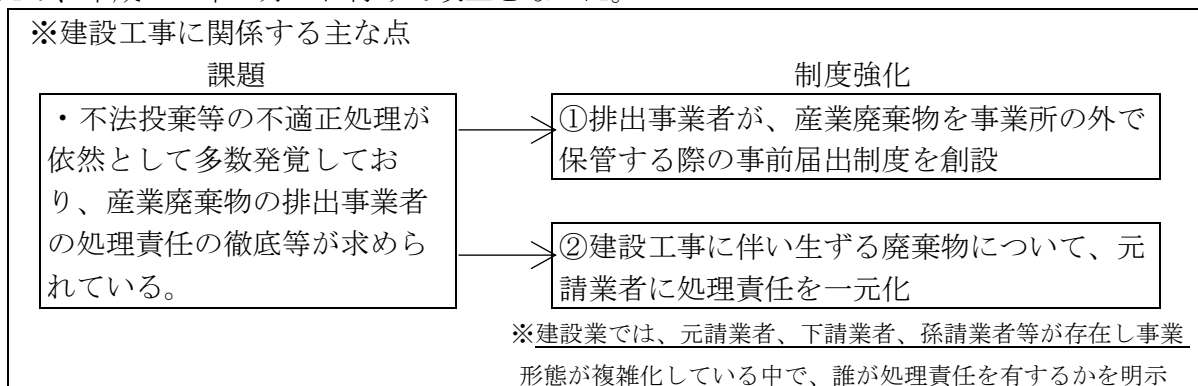 ※建設工事に関係する主な点
課題
制度強化
・不法投棄等の不適正処理が
依然として多数発覚してお
り、産業廃棄物の排出事業者
の処理責任の徹底等が求めら
れている。
①排出事業者が、産業廃棄物を事業所の外で
保管する際の事前届出制度を創設
②建設工事に伴い生ずる廃棄物について、元
請業者に処理責任を一元化
※建設業では、元請業者、下請業者、孫請業者等が存在し事業
形態が複雑化している中で、誰が処理責任を有するかを明示